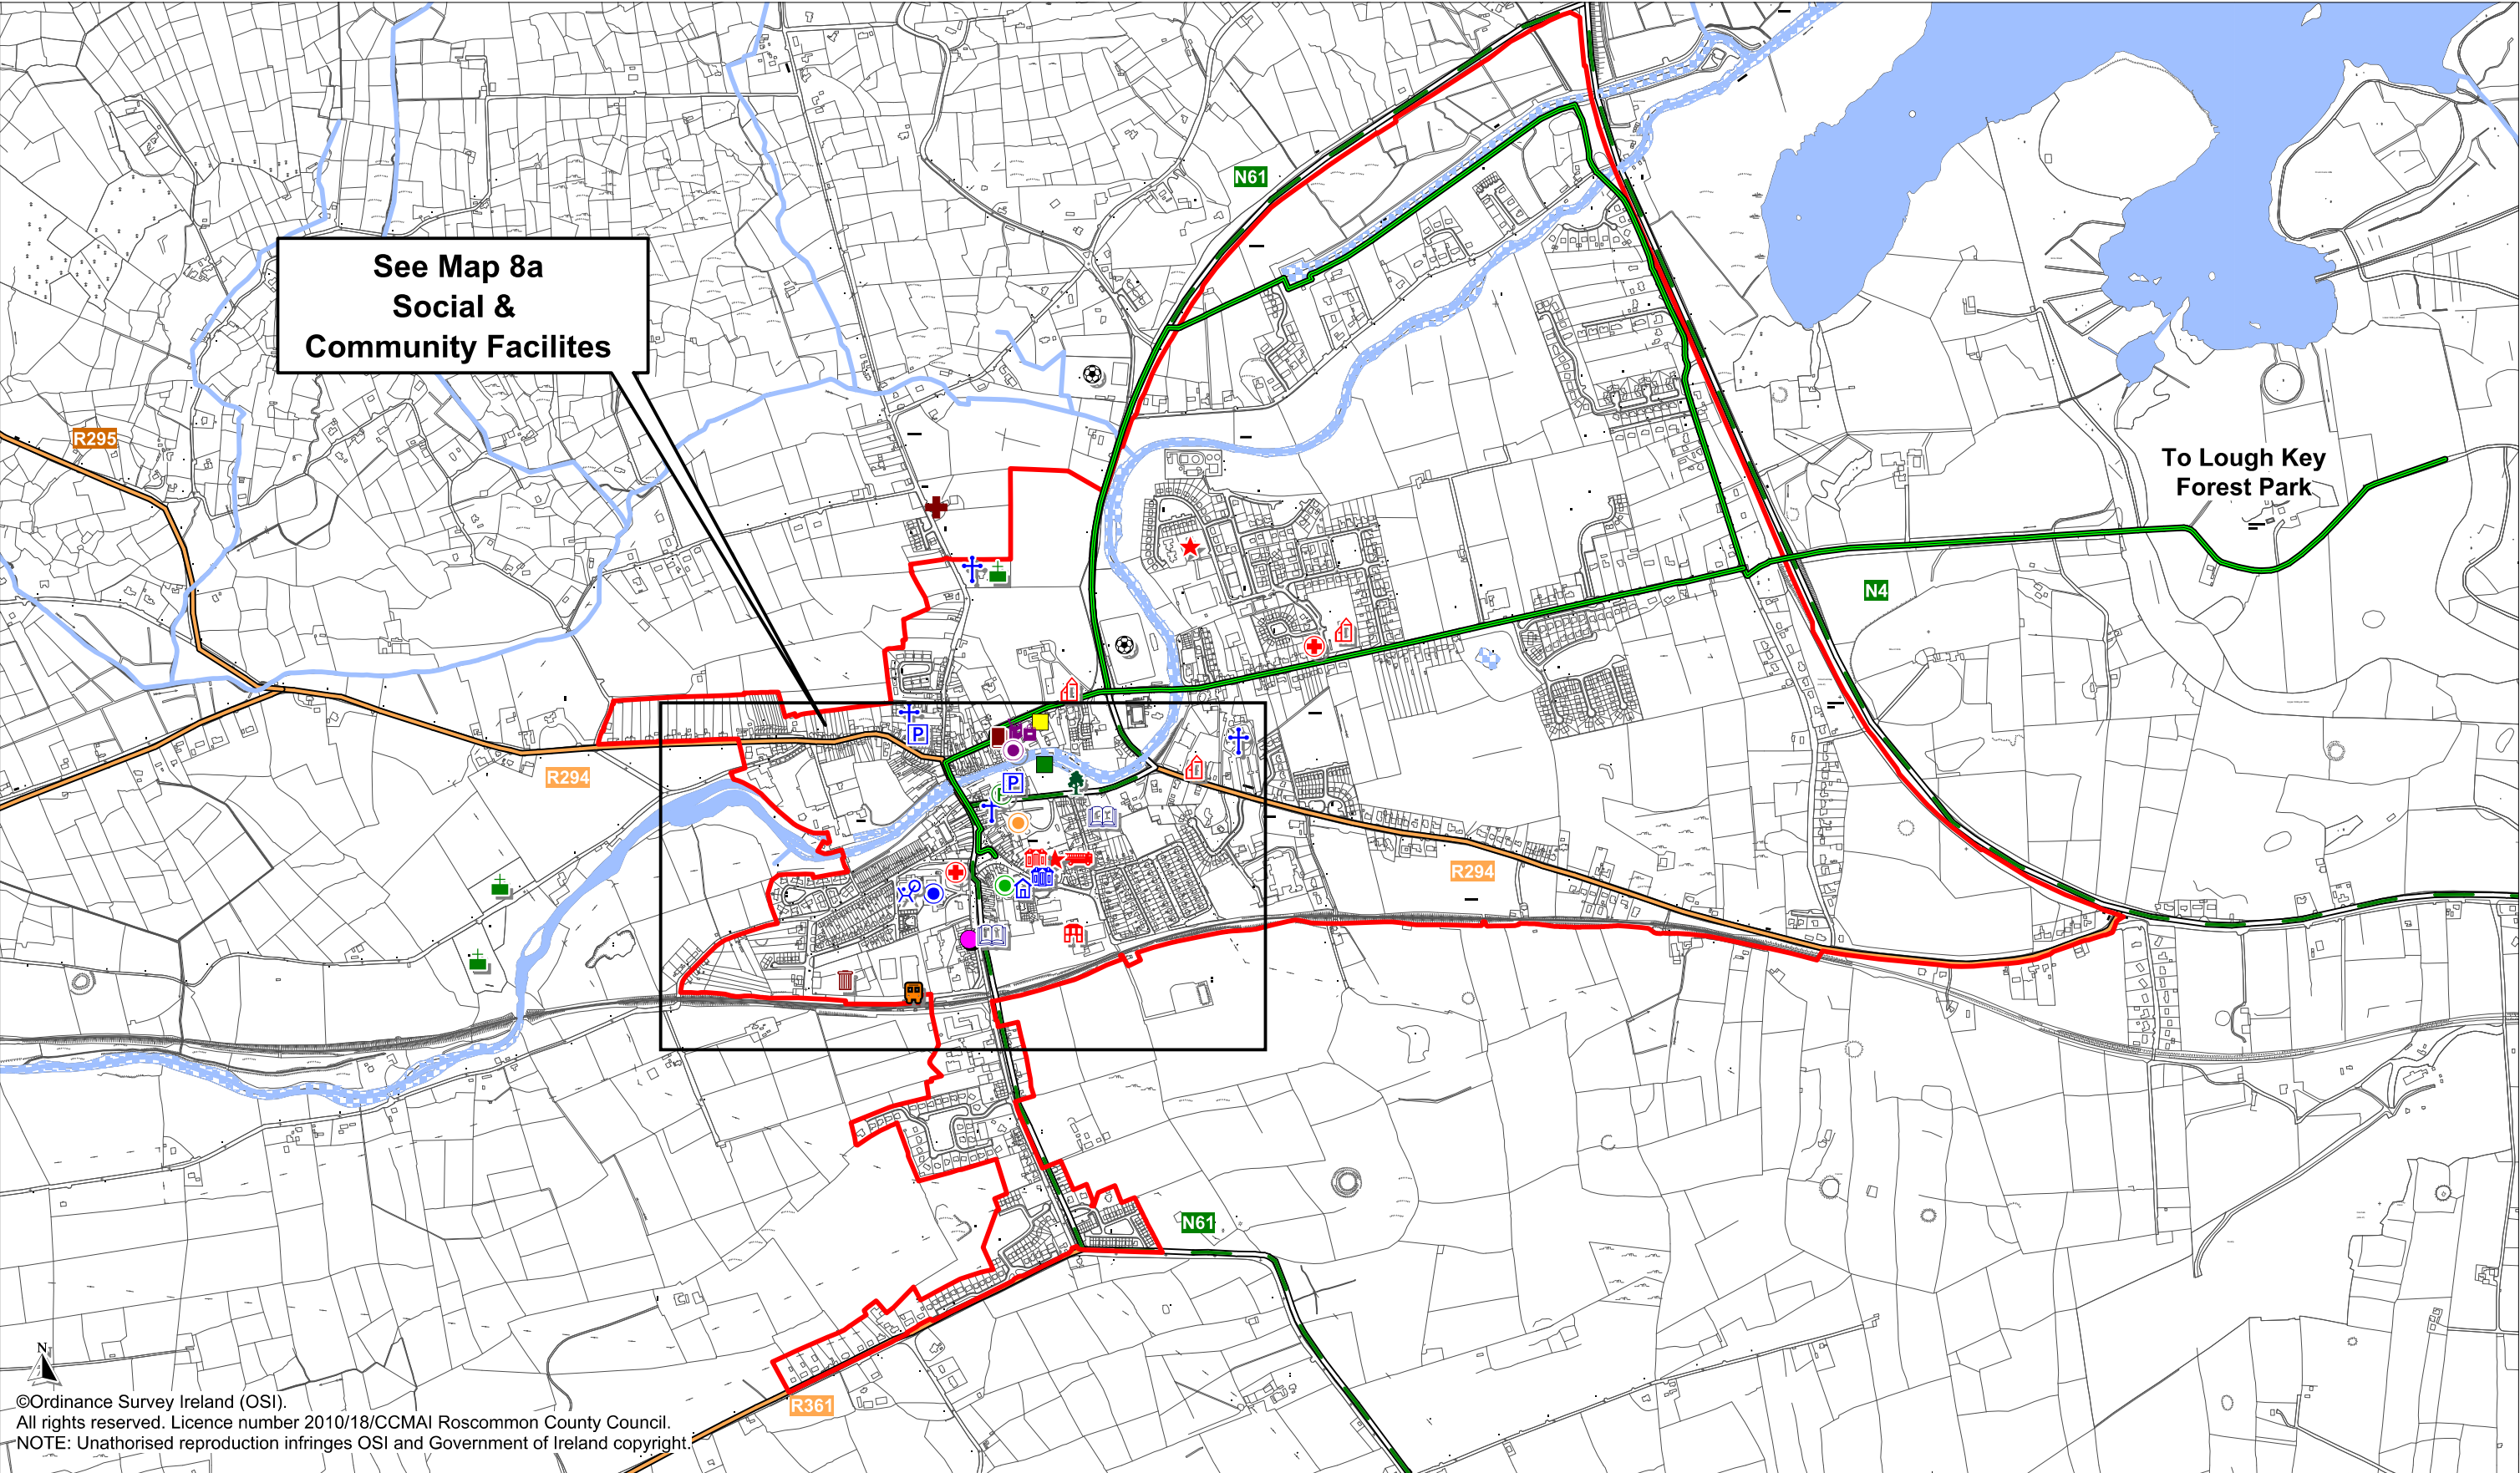 N61
See Map 8a
Social &
Community Facilites
R295
To Lough Key
Forest Park
N4
P
R294
P
R294
N61
N
R361
©Ordinance Survey Ireland (OSI).
All rights reserved. Licence number 2010/18/CCMAI Roscommon County Council.
NOTE: Unathorised reproduction infringes OSI and Government of Ireland copyright.